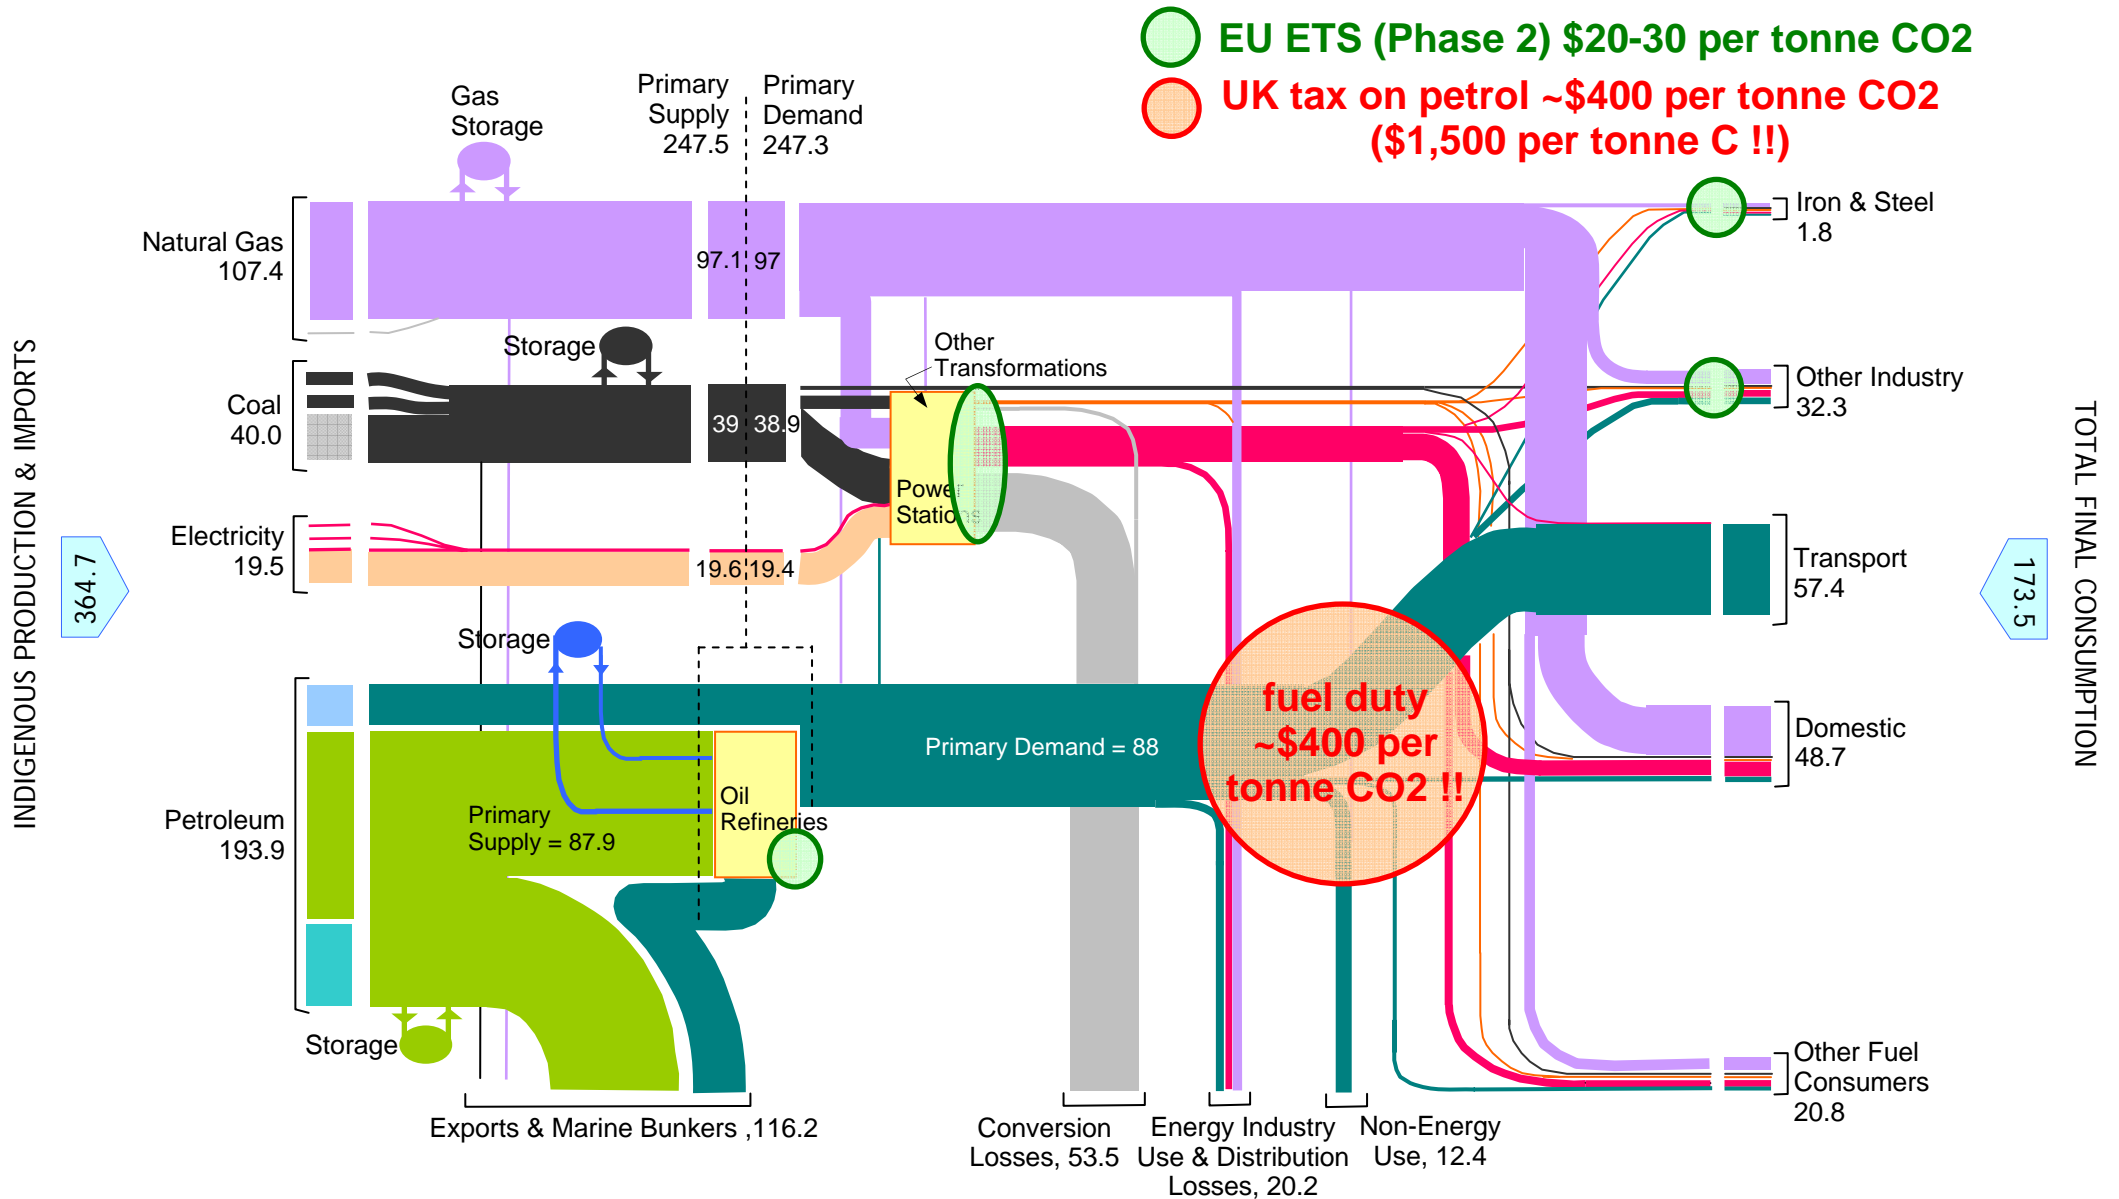 EU ETS (Phase 2) $20-30 per tonne CO2
UK tax on petrol ~$400 per tonne CO2
($1,500 per tonne C !!)
Gas
Storage
Primary
Supply
247.5
Primary
Demand
247.3
Natural Gas
107.4
97.1
97
Iron & Steel
1.8
Storage
Other
Transformations
Coal
40.0
39
38.9
Other Industry
32.3
Power
Stations
Electricity
19.5
19.6
19.4
Transport
57.4
INDIGENOUS PRODUCTION & IMPORTS
364.7
TOTAL FINAL CONSUMPTION
173.5
Storage
fuel duty
~$400 per
tonne CO2 !!
Primary Demand = 88
Domestic
48.7
Petroleum
193.9
Primary
Supply = 87.9
Oil
Refineries
Storage
Other Fuel
Consumers
20.8
Exports & Marine Bunkers ,116.2
Conversion
Losses, 53.5
Energy Industry
Use & Distribution
Losses, 20.2
Non-Energy
Use, 12.4